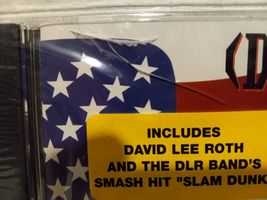 (D
INCLUDES
DAVID LEE ROTH
AND THE DLR BAND'S
SMASH HIT "SLAM DUNK